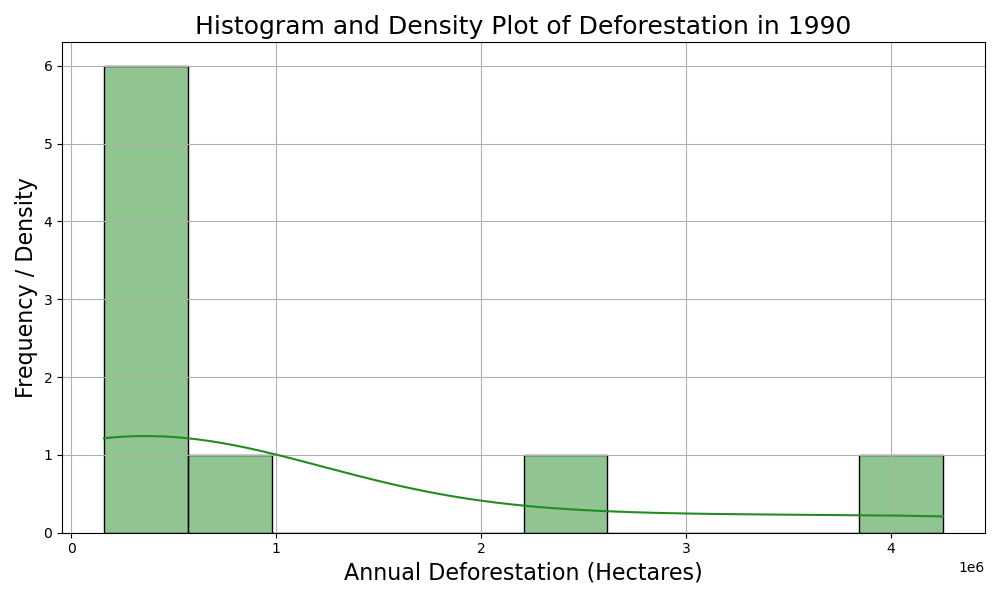 Histogram and Density Plot of Deforestation in 1990
6
5
4
3
2
1
0
Frequency / Density
0 1 2 3 4
1e6
Annual Deforestation (Hectares)